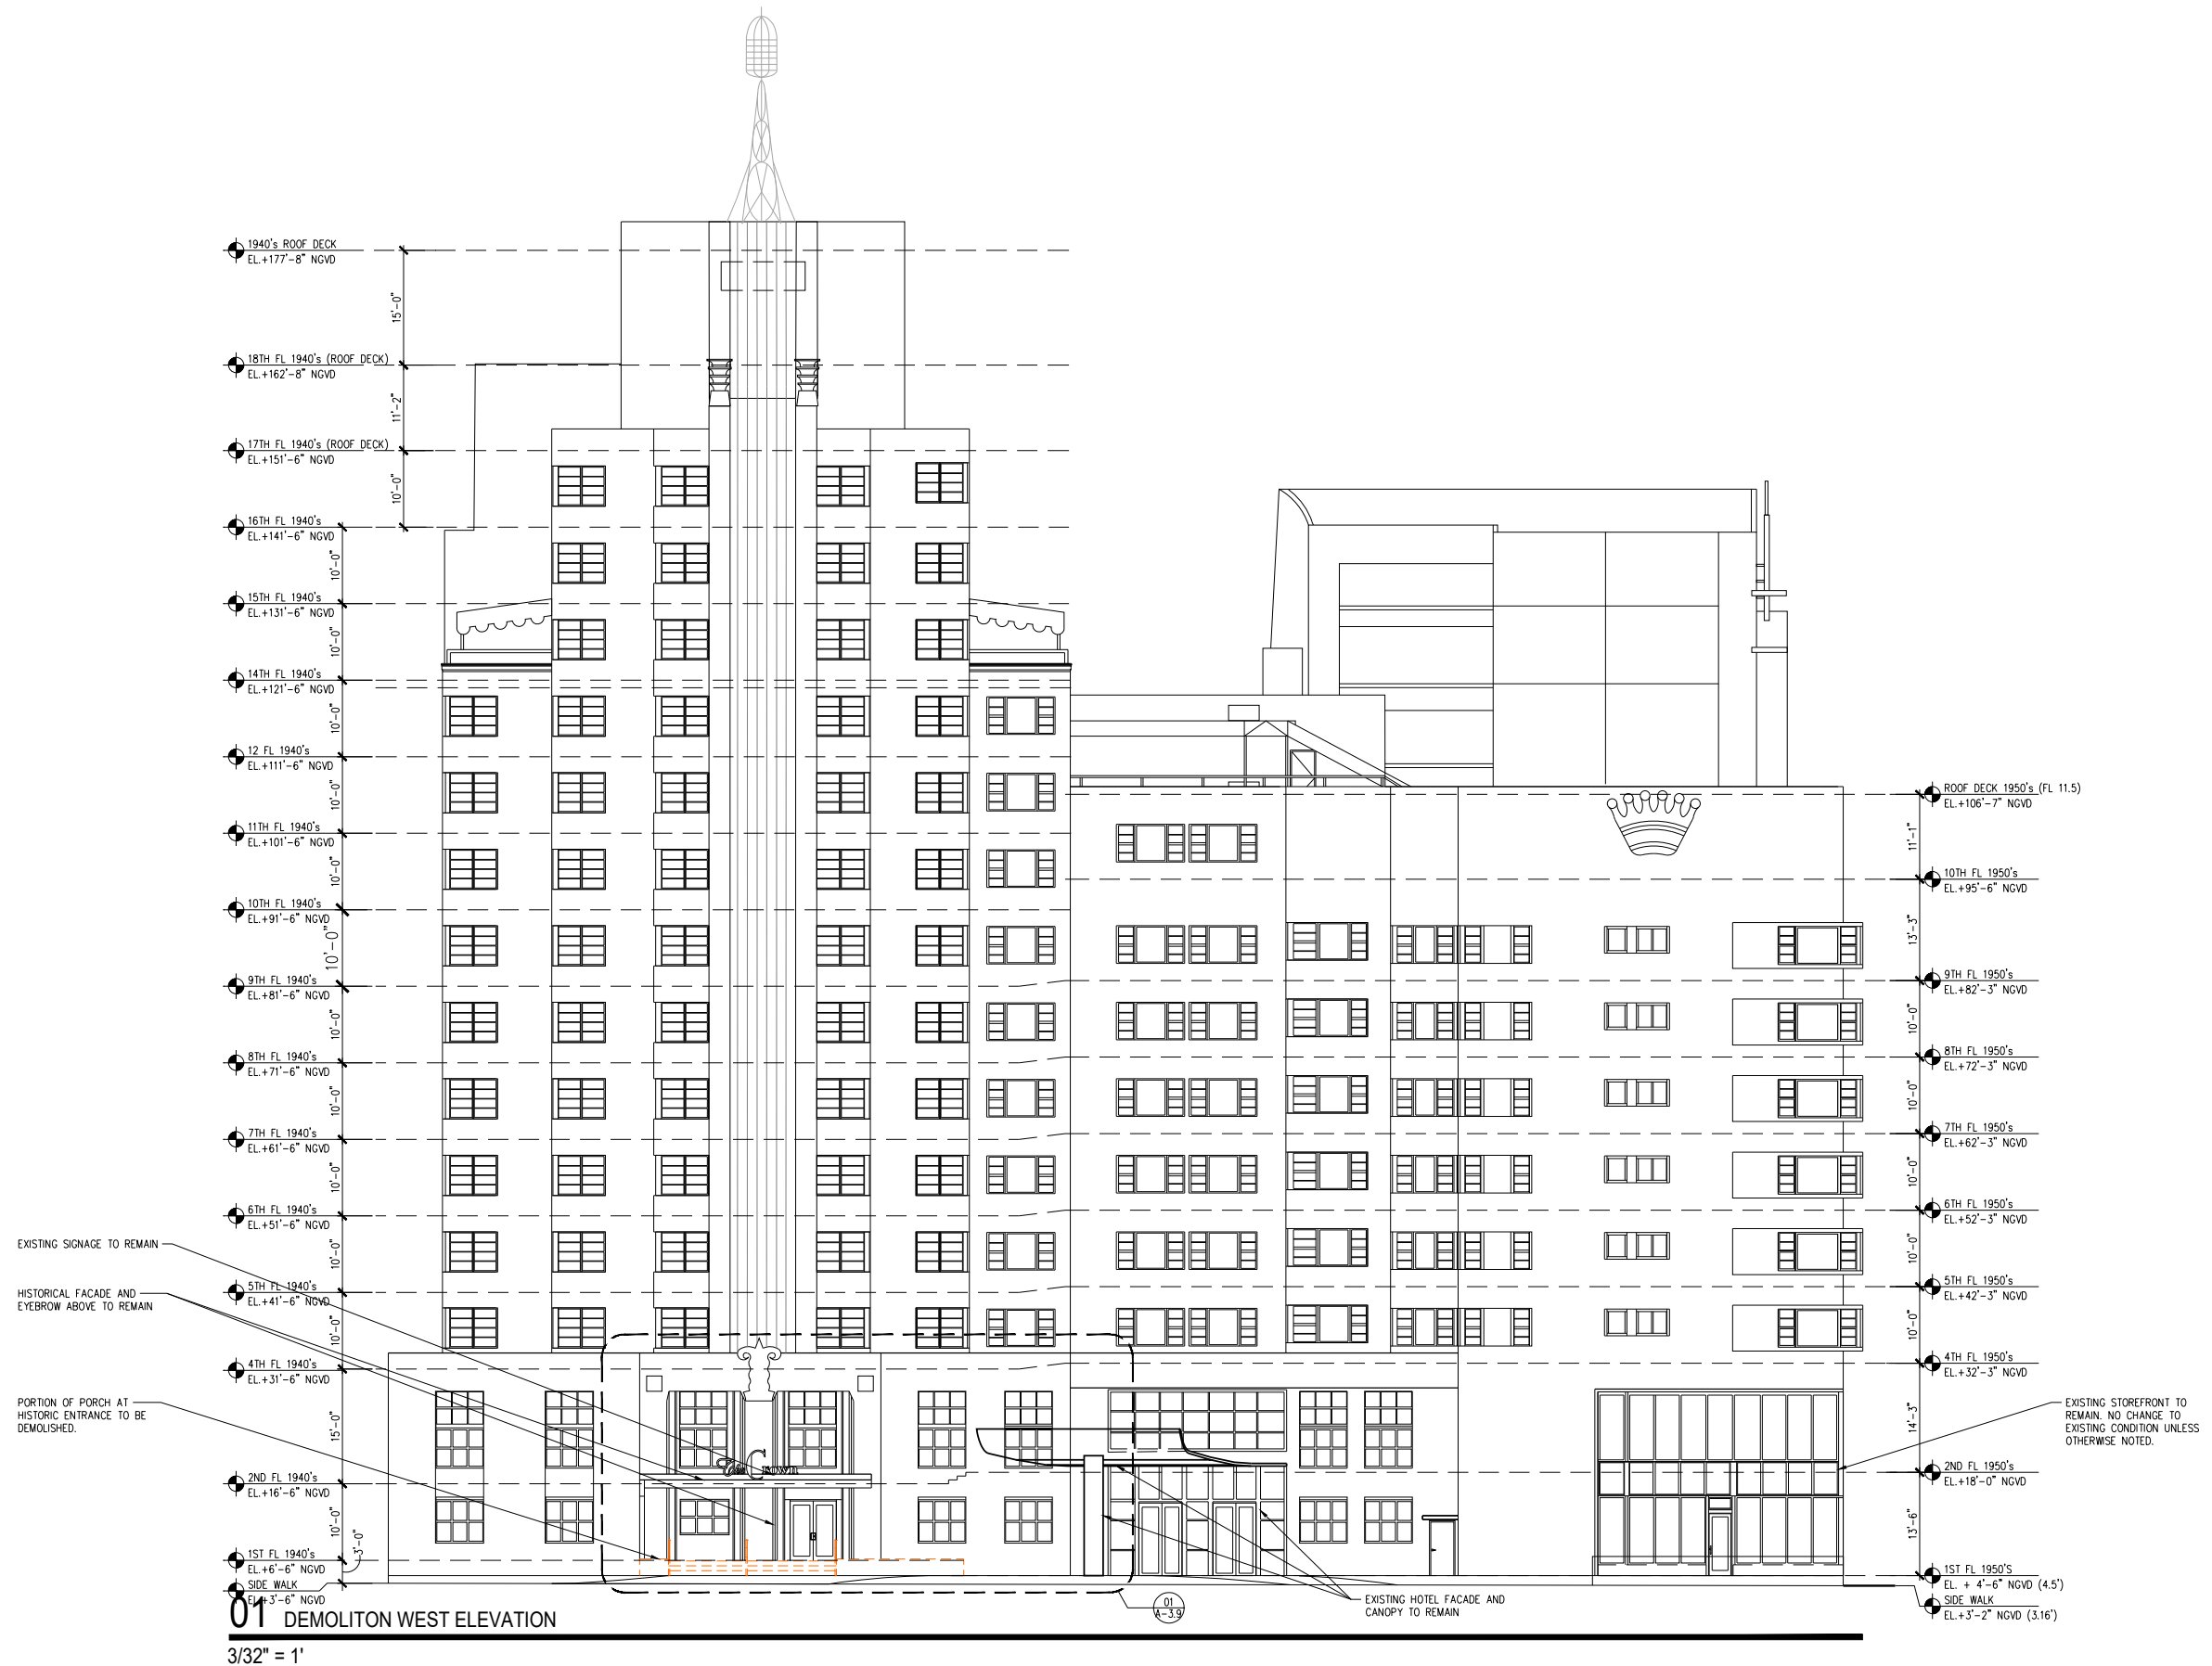 1940's ROOF DECK
EL.+177'-8" NGVD
15'-0"
18TH FL 1940's (ROOF DECK)
EL.+162'-8" NGVD
11'-2"
17TH FL 1940's (ROOF DECK)
EL.+151'-6" NGVD
10'-0"
16TH FL 1940's
EL.+141'-6" NGVD
10'-0"
15TH FL 1940's
EL.+131'-6" NGVD
10'-0"
14TH FL 1940's
EL.+121'-6" NGVD
10'-0"
12 FL 1940's
EL.+111'-6" NGVD
10'-0"
11TH FL 1940's
EL.+101'-6" NGVD
10'-0"
10TH FL 1940's
EL.+91'-6" NGVD
10'-0"
9TH FL 1940's
EL.+81'-6" NGVD
10'-0"
8TH FL 1940's
EL.+71'-6" NGVD
10'-0"
7TH FL 1940's
EL.+61'-6" NGVD
10'-0"
6TH FL 1940's
EL.+51'-6" NGVD
10'-0"
5TH FL 1940's
EL.+41'-6" NGVD
10'-0"
4TH FL 1940's
EL.+31'-6" NGVD
15'-0"
2ND FL 1940's
EL.+16'-6" NGVD
10'-0"
1ST FL 1940's
EL.+6'-6" NGVD
3'-0"
SIDE WALK
EL.+3'-6" NGVD
EXISTING SIGNAGE TO REMAIN
HISTORICAL FACADE AND
EYEBROW ABOVE TO REMAIN
PORTION OF PORCH AT
HISTORIC ENTRANCE TO BE
DEMOLISHED.
The Crown
ROOF DECK 1950's (FL 11.5)
EL.+106'-7" NGVD
11'-1"
10TH FL 1950's
EL.+95'-6" NGVD
13'-3"
9TH FL 1950's
EL.+82'-3" NGVD
10'-0"
8TH FL 1950's
EL.+72'-3" NGVD
10'-0"
7TH FL 1950's
EL.+62'-3" NGVD
10'-0"
6TH FL 1950's
EL.+52'-3" NGVD
10'-0"
5TH FL 1950's
EL.+42'-3" NGVD
10'-0"
4TH FL 1950's
EL.+32'-3" NGVD
14'-3"
2ND FL 1950's
EL.+18'-0" NGVD
13'-6"
1ST FL 1950'S
EL. + 4'-6" NGVD (4.5')
SIDE WALK
EL.+3'-2" NGVD (3.16')
EXISTING STOREFRONT TO
REMAIN. NO CHANGE TO
EXISTING CONDITION UNLESS
OTHERWISE NOTED.
EXISTING HOTEL FACADE AND
CANOPY TO REMAIN
01
A-3.9
01 DEMOLITON WEST ELEVATION
3/32" = 1'